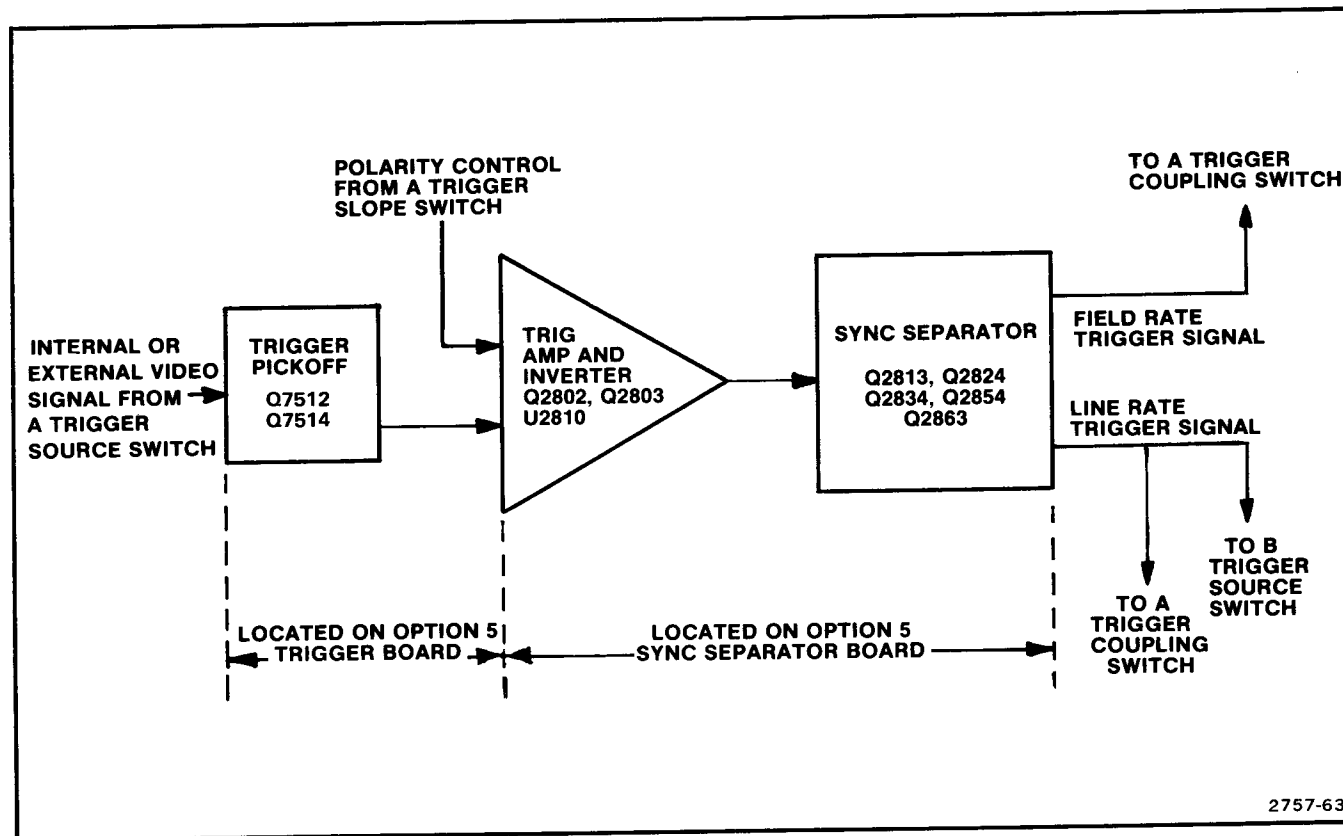 POLARITY CONTROL
FROM A TRIGGER
SLOPE SWITCH
TO A TRIGGER
COUPLING SWITCH
INTERNAL OR
EXTERNAL VIDEO
SIGNAL FROM
A TRIGGER
SOURCE SWITCH
TRIGGER
PICKOFF
Q7512
Q7514
TRIG
AMP AND
INVERTER
Q2802, Q2803
U2810
SYNC SEPARATOR
Q2813, Q2824
Q2834, Q2854
Q2863
FIELD RATE
TRIGGER SIGNAL
LINE RATE
TRIGGER SIGNAL
TO B
TRIGGER
SOURCE
SWITCH
TO A
TRIGGER
COUPLING
SWITCH
LOCATED ON OPTION 5
TRIGGER BOARD
LOCATED ON OPTION 5
SYNC SEPARATOR BOARD
2757-63